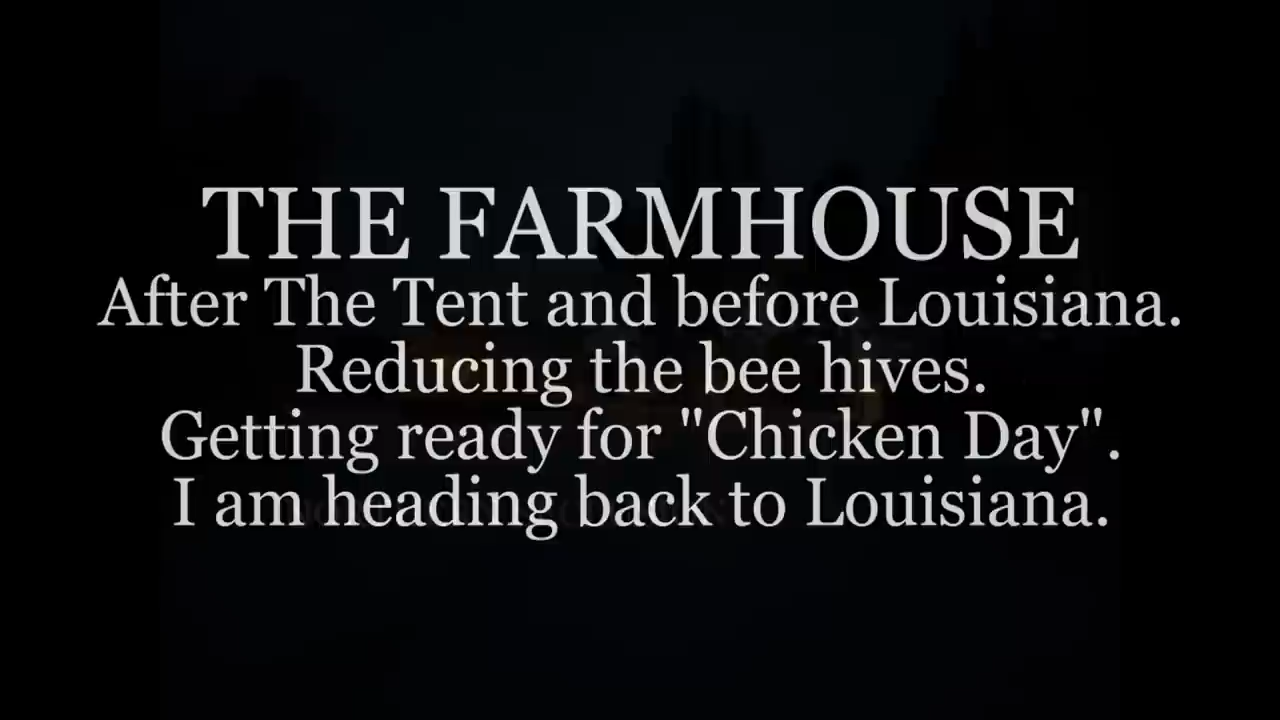 THE FARMHOUSE
After The Tent and before Louisiana.
Reducing the bee hives.
Getting ready for "Chicken Day".
I am heading back to Louisiana.